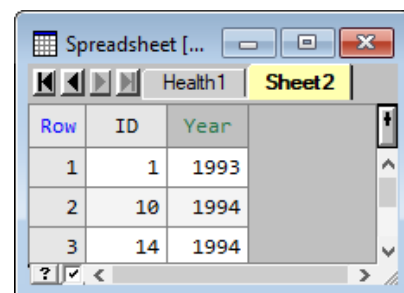 Spreadsheet [...
Health1 Sheet2
Row ID Year
1 1 1993
2 10 1994
3 14 1994
?